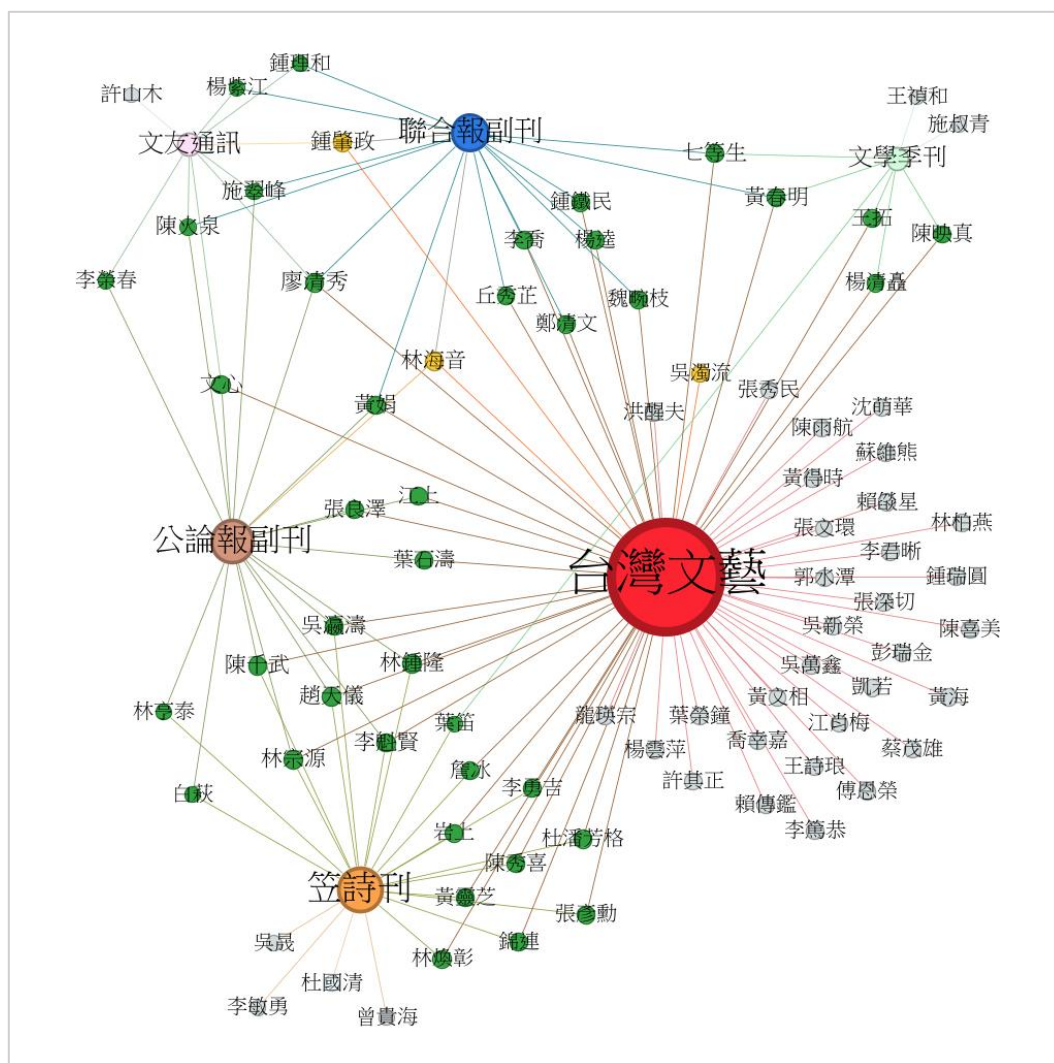 鍾理和
楊紫江
許山木
王禎和
施叔青
文友通訊
鍾肇政
聯合報副刊
七等生
文學季刊
施翠峰
鍾鐵民
黃春明
陳火泉
李喬
楊逵
王拓
陳映真
李榮春
廖清秀
丘秀芷
魏畹枝
楊清矗
鄭清文
林海音
文心
黃娟
吳濁流
張秀民
洪醒夫
沈萌華
陳雨航
蘇維熊
黃得時
江上
張良澤
賴燄星
張文環
林柏燕
公論報副刊
葉石濤
台灣文藝
李君晰
郭水潭
鍾瑞圓
張深切
吳瀛濤
吳新榮
陳喜美
陳千武
林鍾隆
彭瑞金
吳萬鑫
凱若
趙天儀
黃文相
黃海
林亨泰
葉笛
龍瑛宗
葉榮鐘
江肖梅
李魁賢
喬幸嘉
蔡茂雄
林宗源
楊雲萍
詹冰
王詩琅
許其正
白萩
李勇吉
傅恩榮
賴傳鑑
岩上
杜潘芳格
李篤恭
陳秀喜
笠詩刊
黃靈芝
張彥勳
吳晟
錦連
林煥彰
杜國清
李敏勇
曾貴海